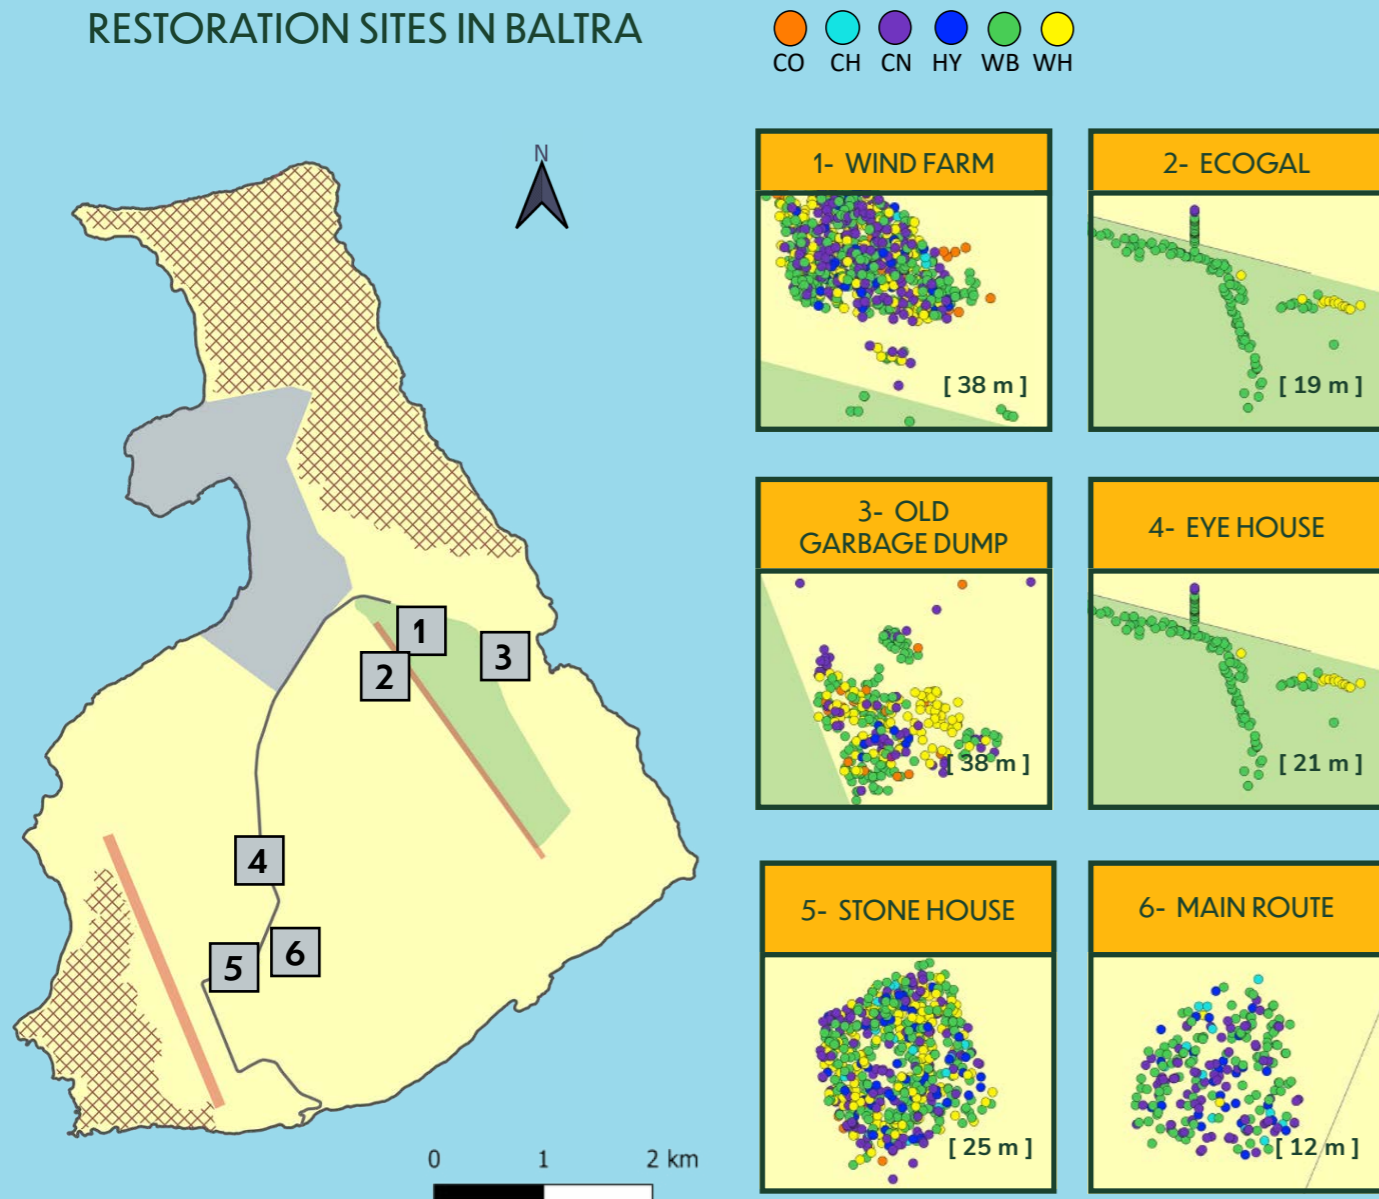 RESTORATION SITES IN BALTRA
CO CH CN HY WB WH
N
1- WIND FARM
[ 38 m ]
2- ECOGAL
[ 19 m ]
3- OLD
GARBAGE DUMP
[ 38 m ]
4- EYE HOUSE
[ 21 m ]
5- STONE HOUSE
[ 25 m ]
6- MAIN ROUTE
[ 12 m ]
1
2
3
4
5
6
0 1 2 km